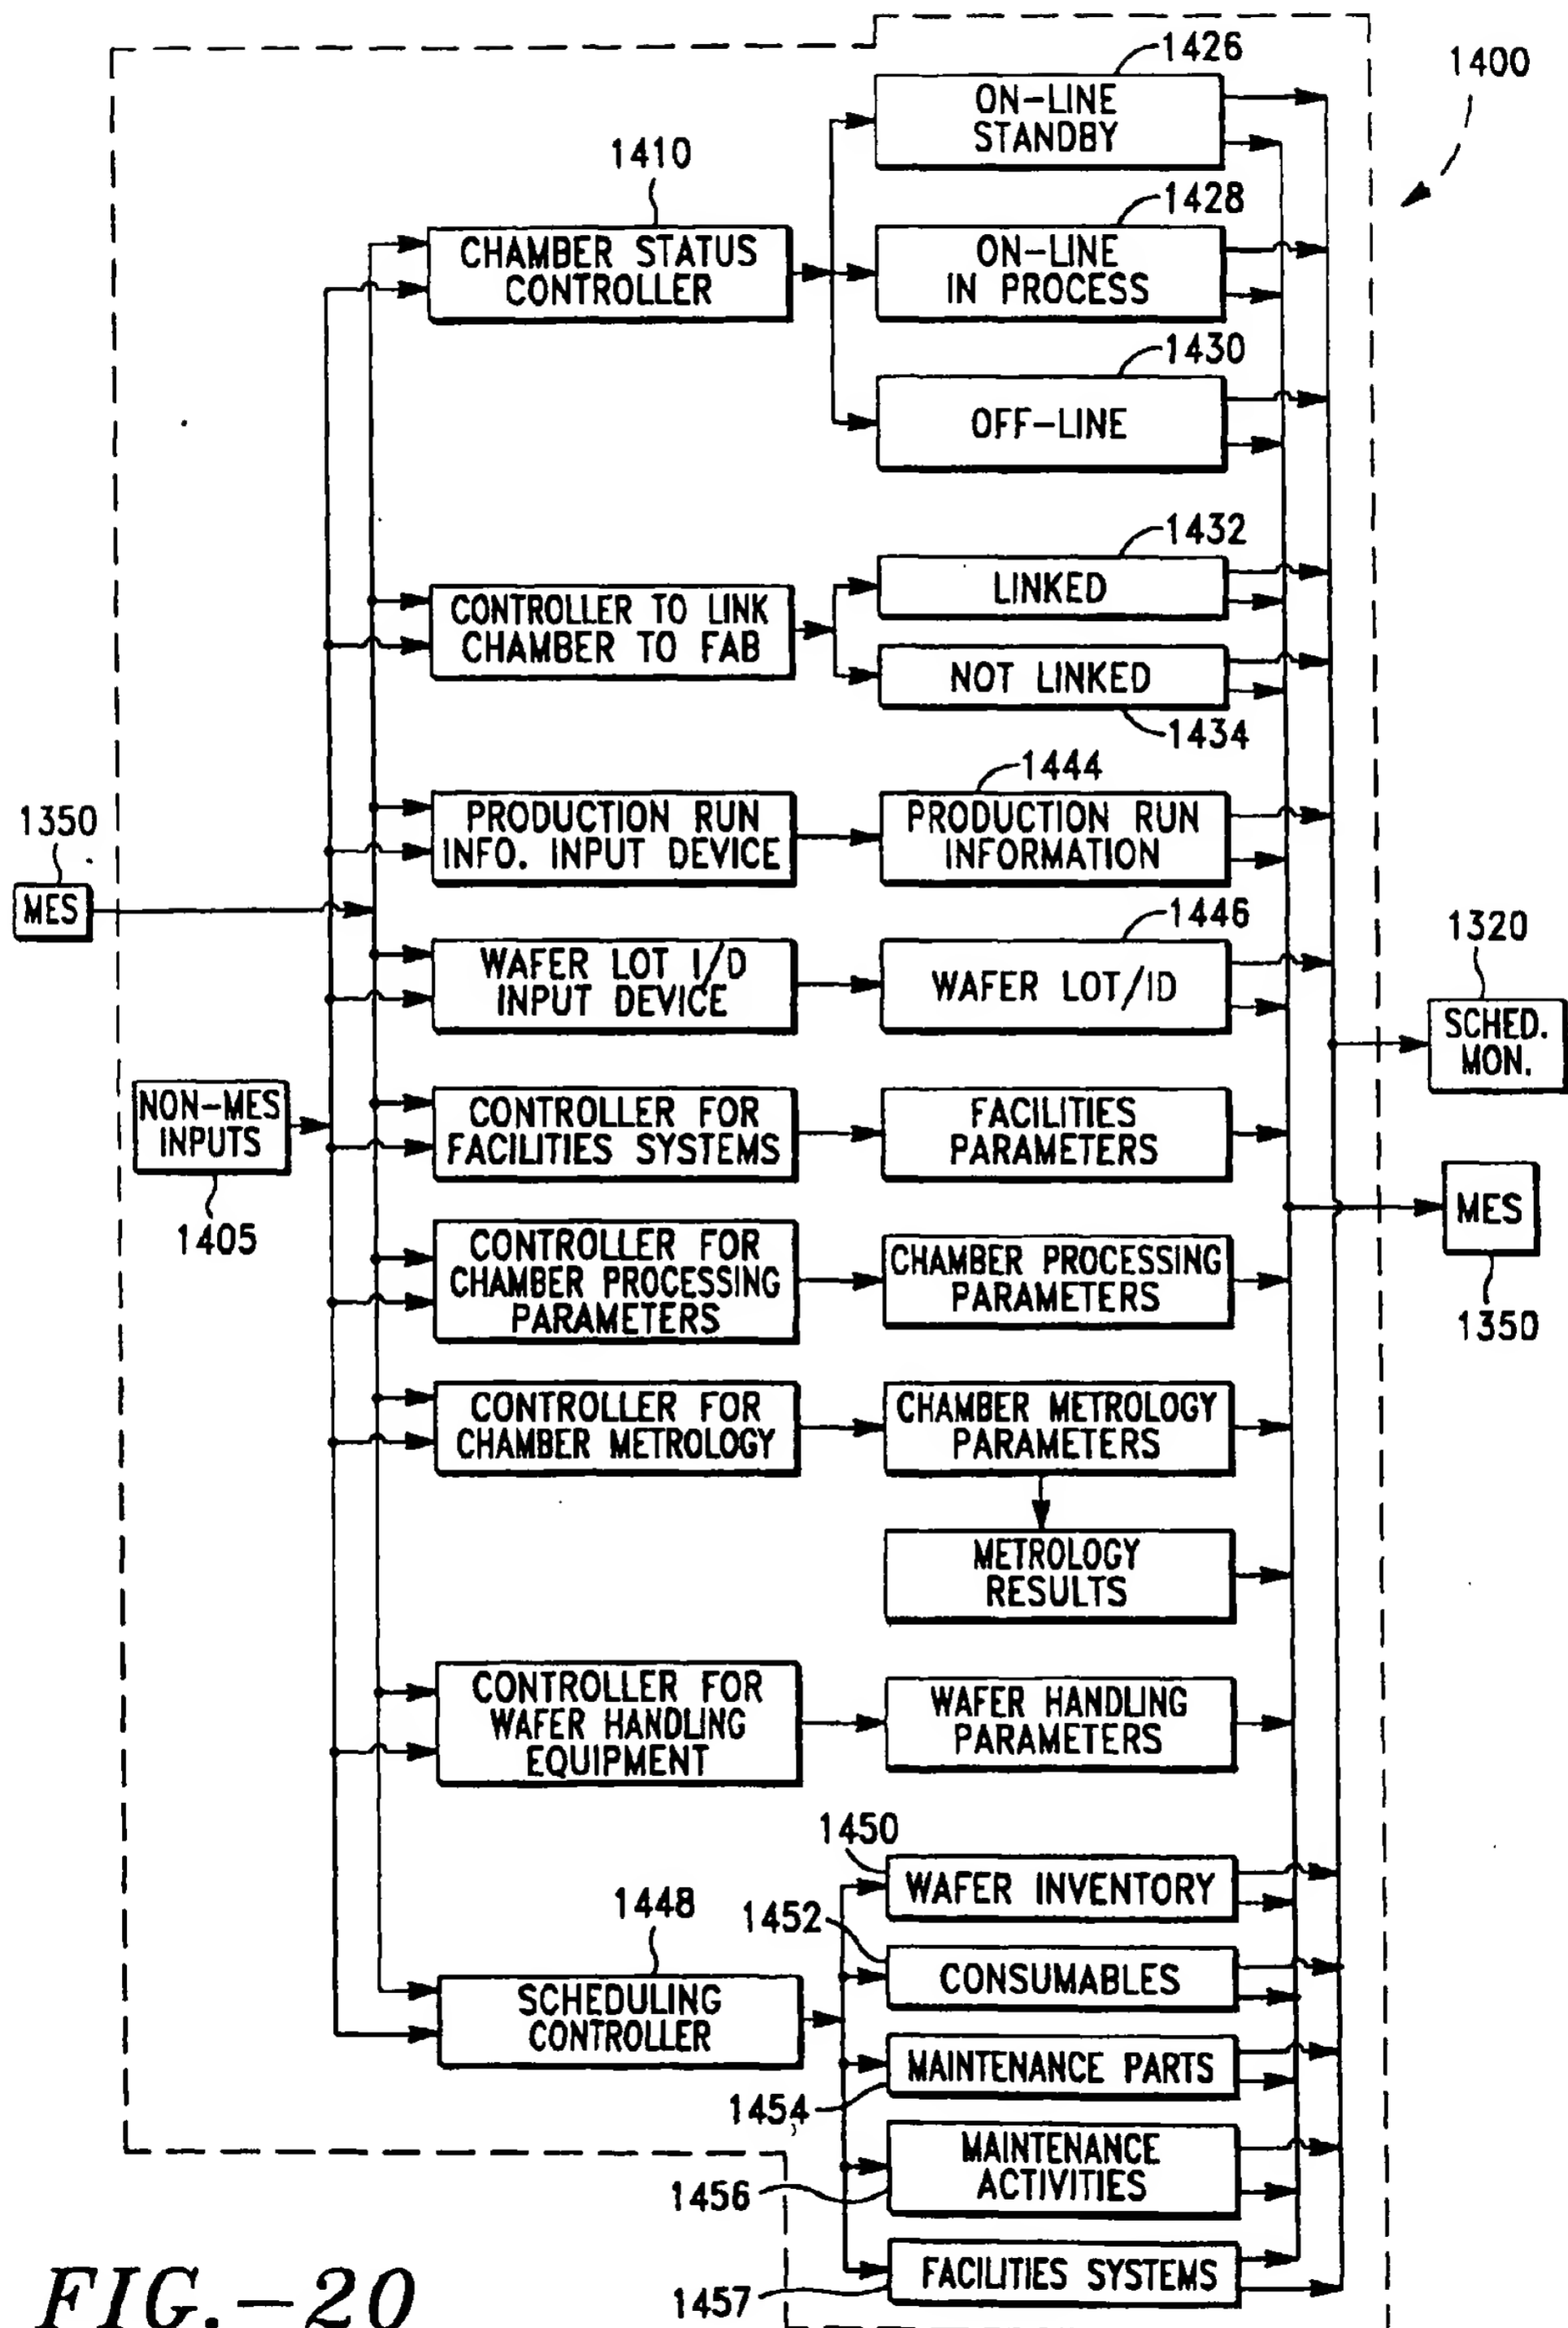 1426
1400
ON-LINE
STANDBY
1410
1428
CHAMBER STATUS
CONTROLLER
ON-LINE
IN PROCESS
1430
OFF-LINE
1432
CONTROLLER TO LINK
CHAMBER TO FAB
LINKED
NOT LINKED
1434
1444
1350
MES
PRODUCTION RUN
INFO. INPUT DEVICE
PRODUCTION RUN
INFORMATION
1446
WAFER LOT I/D
INPUT DEVICE
WAFER LOT/ID
1320
SCHED.
MON.
NON-MES
INPUTS
1405
CONTROLLER FOR
FACILITIES SYSTEMS
FACILITIES
PARAMETERS
MES
1350
CONTROLLER FOR
CHAMBER PROCESSING
PARAMETERS
CHAMBER PROCESSING
PARAMETERS
CONTROLLER FOR
CHAMBER METROLOGY
CHAMBER METROLOGY
PARAMETERS
METROLOGY
RESULTS
CONTROLLER FOR
WAFER HANDLING
EQUIPMENT
WAFER HANDLING
PARAMETERS
1450
WAFER INVENTORY
1448
1452
SCHEDULING
CONTROLLER
CONSUMABLES
MAINTENANCE PARTS
1454
MAINTENANCE
ACTIVITIES
1456
FACILITIES SYSTEMS
1457
FIG.-20